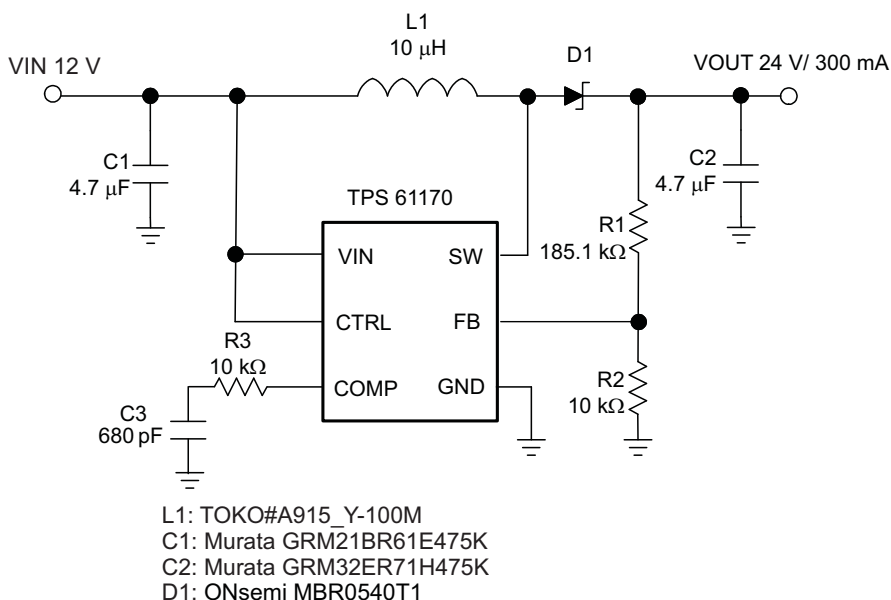 L1
10 μH
D1
VIN 12 V
VOUT 24 V/ 300 mA
C1
4.7 μF
C2
4.7 μF
TPS 61170
R1
185.1 kΩ
VIN
SW
CTRL
FB
R3
10 kΩ
COMP
GND
R2
10 kΩ
C3
680 pF
L1: TOKO#A915_Y-100M
C1: Murata GRM21BR61E475K
C2: Murata GRM32ER71H475K
D1: ONsemi MBR0540T1